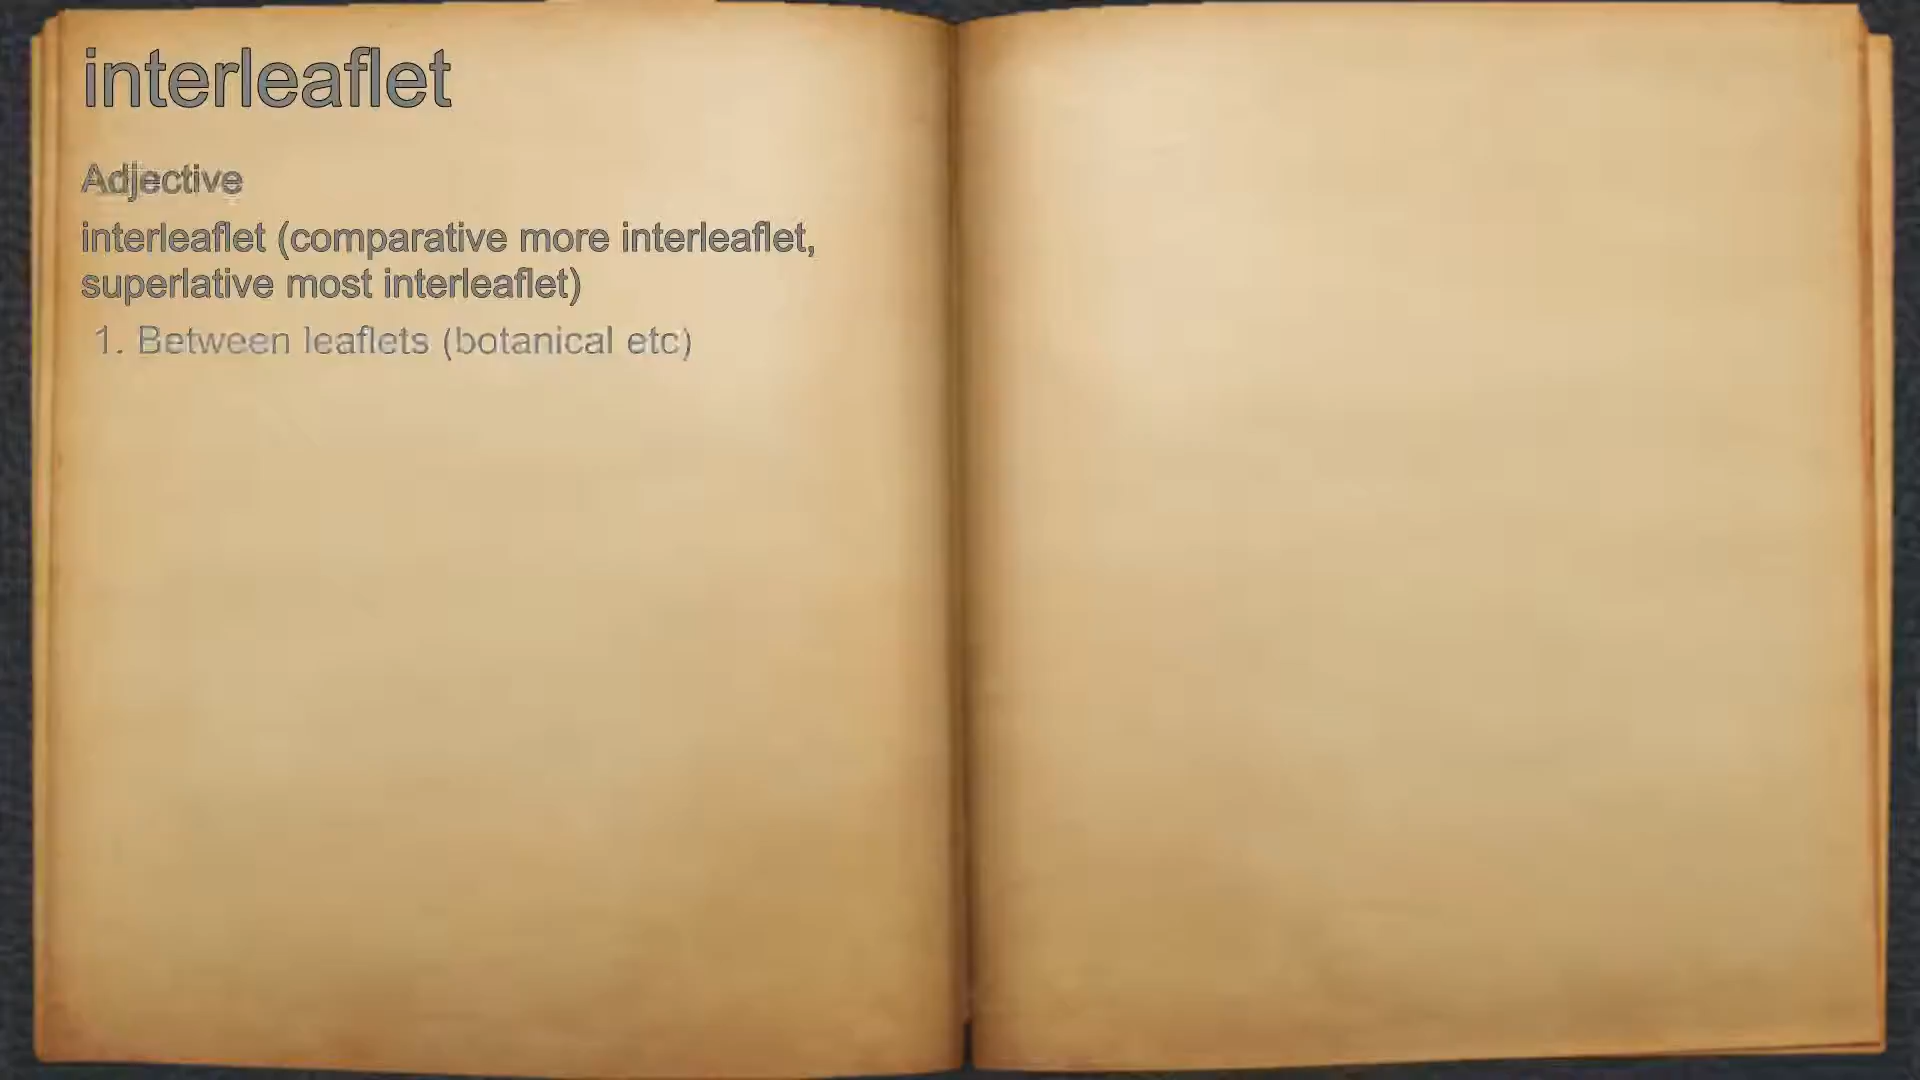 interleaflet
Adjective
interleaflet (comparative more interleaflet,
superlative most interleaflet)
1. Between leaflets (botanical etc)